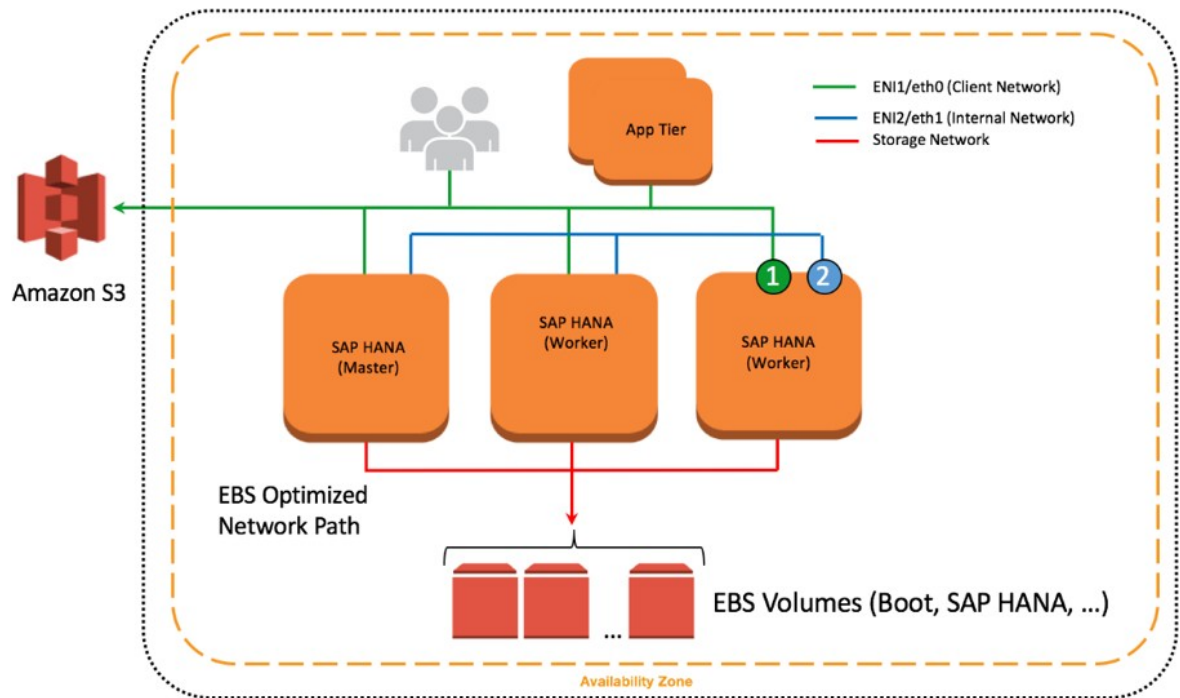 ENI1/eth0 (Client Network)
ENI2/eth1 (Internal Network)
Storage Network
App Tier
Amazon S3
1
2
SAP HANA
(Master)
SAP HANA
(Worker)
SAP HANA
(Worker)
EBS Optimized
Network Path
EBS Volumes (Boot, SAP HANA, ...)
...
Availability Zone